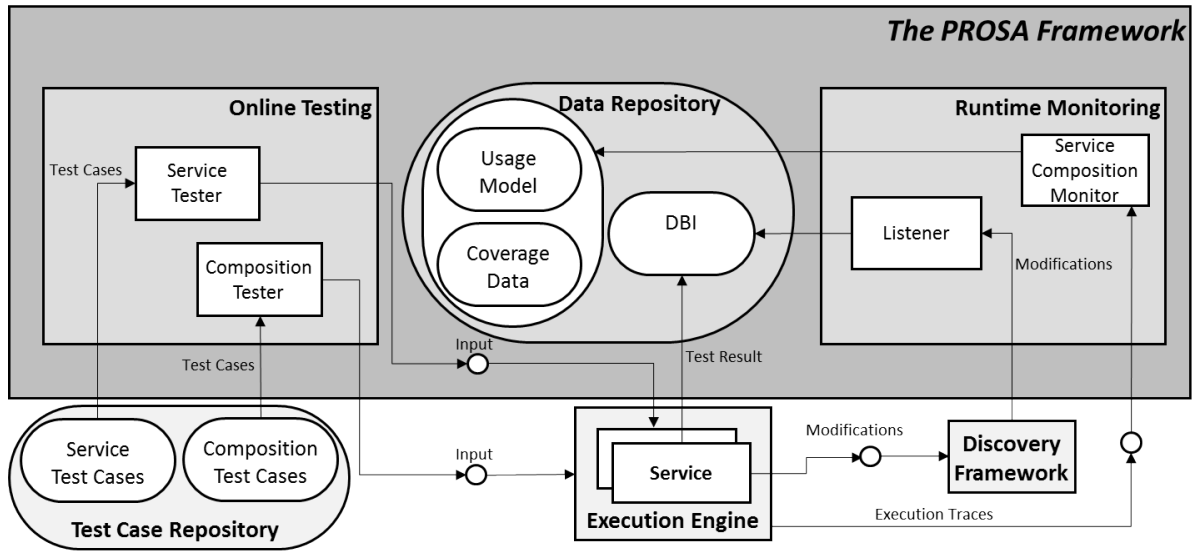 The PROSA Framework
Online Testing
Test Cases
Service
Tester
Composition
Tester
Test Cases
Data Repository
Usage
Model
Coverage
Data
DBI
Runtime Monitoring
Service
Composition
Monitor
Listener
Modifications
Input
Test Result
Service
Test Cases
Composition
Test Cases
Test Case Repository
Input
Service
Execution Engine
Modifications
Discovery
Framework
Execution Traces